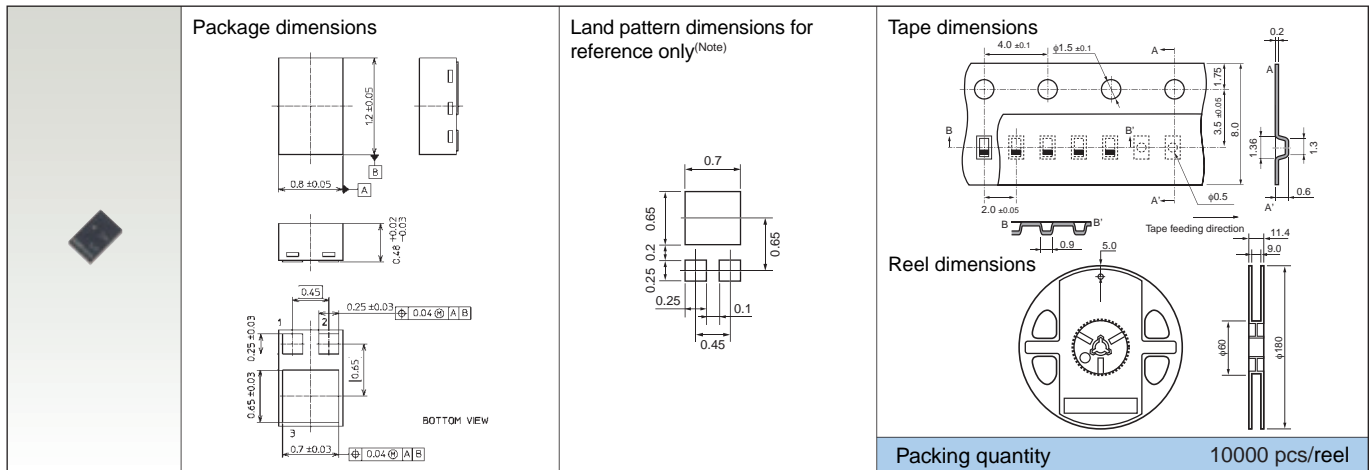 Package dimensions
1.2 ±0.05
B
0.8 ±0.05
A
0.48 +0.02 -0.03
0.45
0.25 ±0.03
⌖ 0.04 Ⓜ A B
1
2
0.25 ±0.03
0.65
0.65 ±0.03
3
BOTTOM VIEW
0.7 ±0.03
⌖ 0.04 Ⓜ A B
Land pattern dimensions for
reference only(Note)
0.7
0.65
0.65
0.2
0.25
0.25
0.1
0.45
Tape dimensions
4.0 ±0.1
φ1.5 ±0.1
A
0.2
A
1.75
3.5 ±0.05
8.0
B
B'
1.36
1.3
2.0 ±0.05
A'
φ0.5
0.6
A'
Tape feeding direction
B
B'
0.9
Reel dimensions
5.0
11.4
9.0
φ60
φ180
Packing quantity 10000 pcs/reel